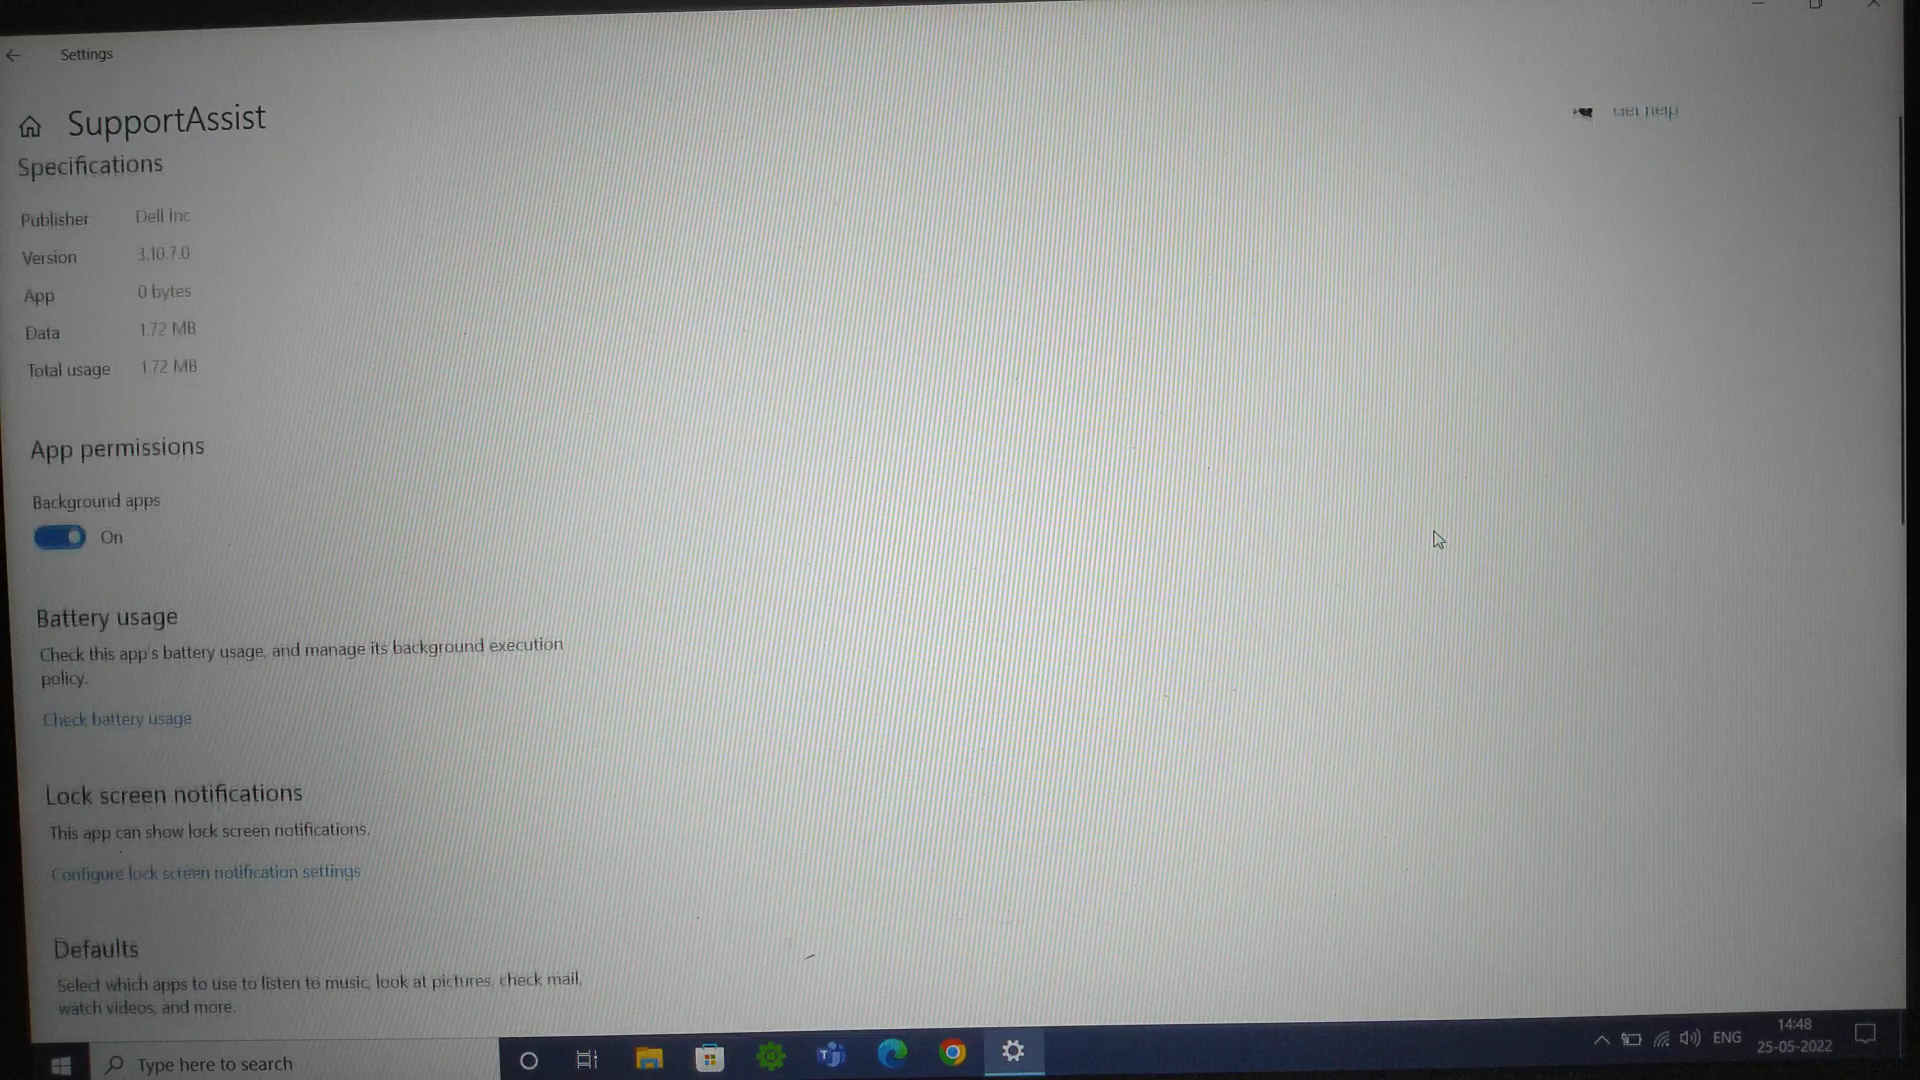 Settings
SupportAssist
Get help
Specifications
Publisher Dell Inc
Version 3.10.7.0
App 0 bytes
Data 1.72 MB
Total usage 1.72 MB
App permissions
Background apps
On
Battery usage
Check this app's battery usage, and manage its background execution
policy.
Check battery usage
Lock screen notifications
This app can show lock screen notifications.
Configure lock screen notification settings
Defaults
Select which apps to use to listen to music, look at pictures, check mail,
watch videos, and more.
Type here to search
ENG
14:48
25-05-2022